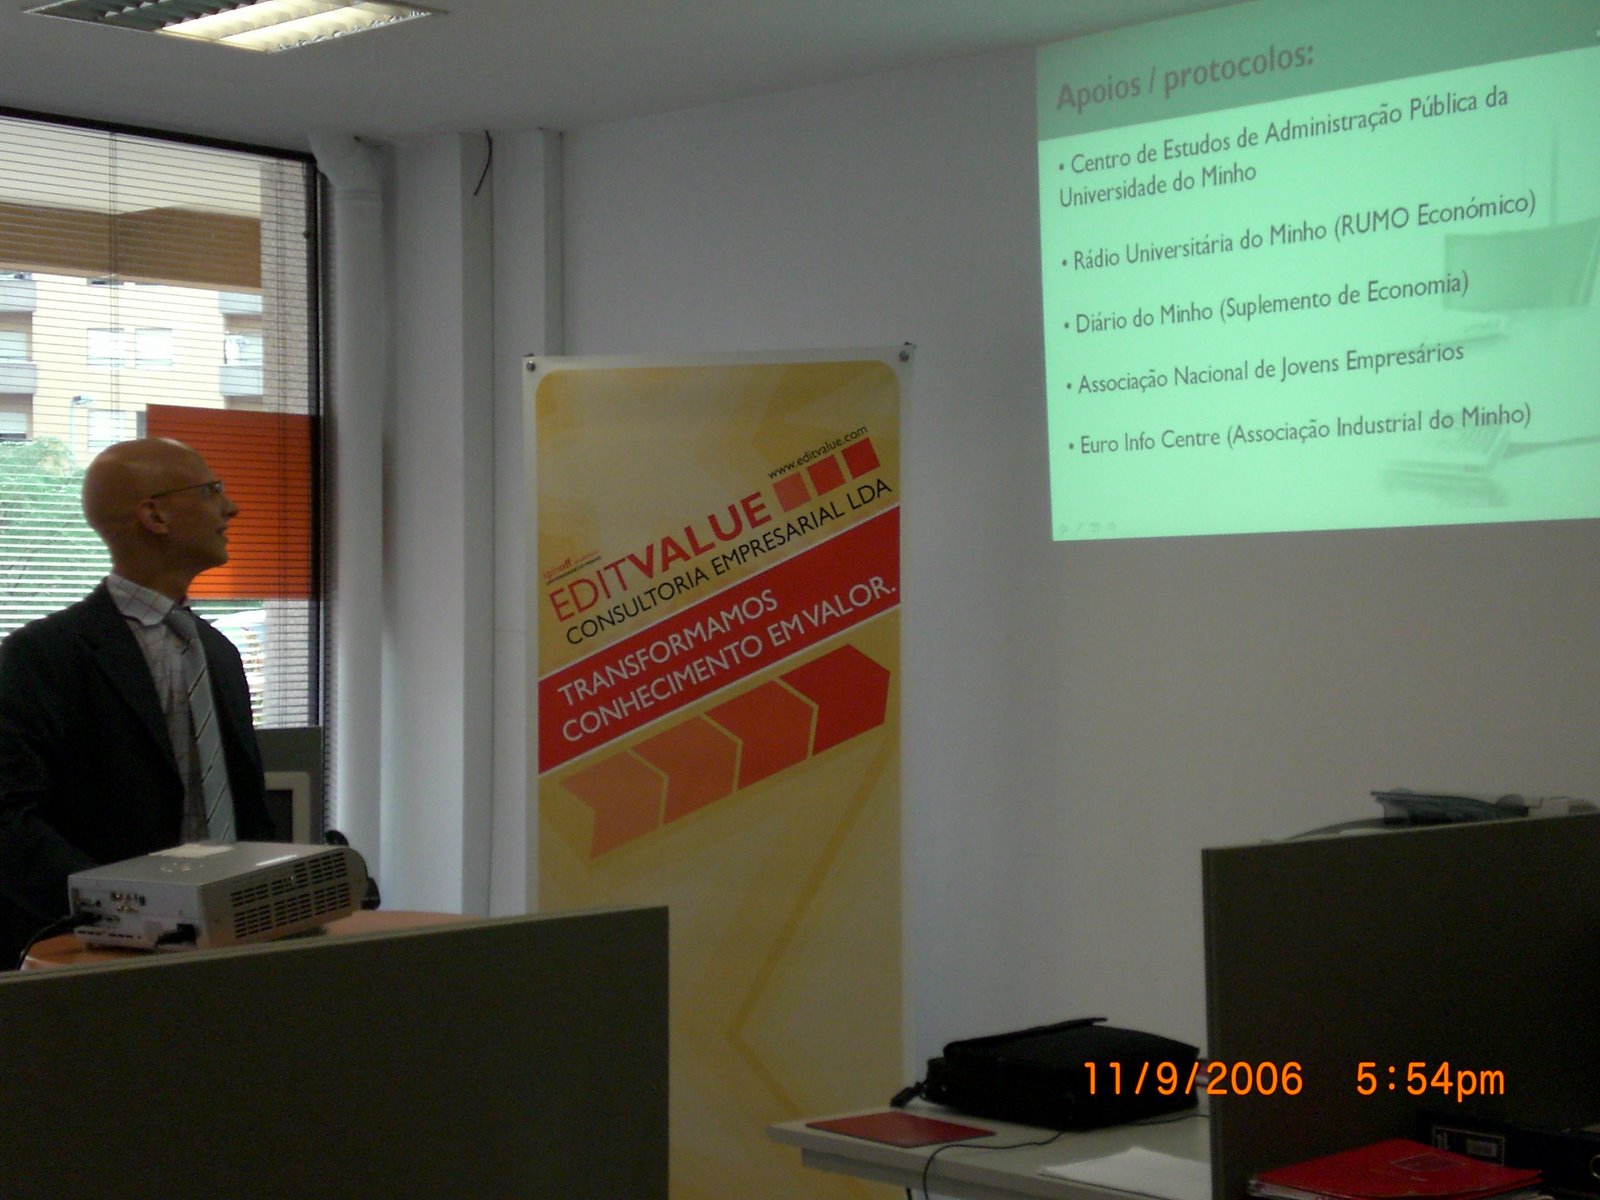 Apoios / protocolos:
• Centro de Estudos de Administração Pública da
Universidade do Minho
• Rádio Universitária do Minho (RUMO Económico)
• Diário do Minho (Suplemento de Economia)
• Associação Nacional de Jovens Empresários
• Euro Info Centre (Associação Industrial do Minho)
www.editvalue.com
spinoff
EDITVALUE
CONSULTORIA EMPRESARIAL LDA
TRANSFORMAMOS
CONHECIMENTO EM VALOR.
11/9/2006 5:54pm